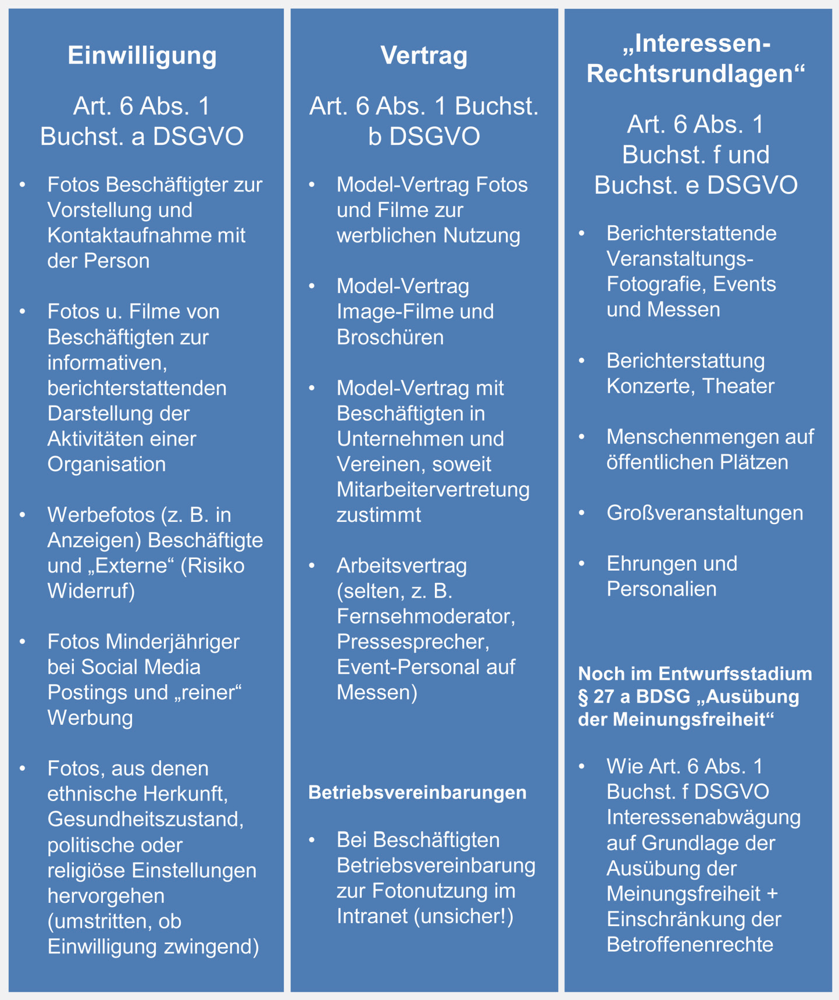 Einwilligung
Art. 6 Abs. 1
Buchst. a DSGVO
• Fotos Beschäftigter zur
Vorstellung und
Kontaktaufnahme mit
der Person
• Fotos u. Filme von
Beschäftigten zur
informativen,
berichterstattenden
Darstellung der
Aktivitäten einer
Organisation
• Werbefotos (z. B. in
Anzeigen) Beschäftigte
und „Externe“ (Risiko
Widerruf)
• Fotos Minderjähriger
bei Social Media
Postings und „reiner“
Werbung
• Fotos, aus denen
ethnische Herkunft,
Gesundheitszustand,
politische oder
religiöse Einstellungen
hervorgehen
(umstritten, ob
Einwilligung zwingend)
Vertrag
Art. 6 Abs. 1 Buchst.
b DSGVO
• Model-Vertrag Fotos
und Filme zur
werblichen Nutzung
• Model-Vertrag
Image-Filme und
Broschüren
• Model-Vertrag mit
Beschäftigten in
Unternehmen und
Vereinen, soweit
Mitarbeitervertretung
zustimmt
• Arbeitsvertrag
(selten, z. B.
Fernsehmoderator,
Pressesprecher,
Event-Personal auf
Messen)
Betriebsvereinbarungen
• Bei Beschäftigten
Betriebsvereinbarung
zur Fotonutzung im
Intranet (unsicher!)
„Interessen-
Rechtsrundlagen“
Art. 6 Abs. 1
Buchst. f und
Buchst. e DSGVO
• Berichterstattende
Veranstaltungs-
Fotografie, Events
und Messen
• Berichterstattung
Konzerte, Theater
• Menschenmengen auf
öffentlichen Plätzen
• Großveranstaltungen
• Ehrungen und
Personalien
Noch im Entwurfsstadium
§ 27 a BDSG „Ausübung
der Meinungsfreiheit“
• Wie Art. 6 Abs. 1
Buchst. f DSGVO
Interessenabwägung
auf Grundlage der
Ausübung der
Meinungsfreiheit +
Einschränkung der
Betroffenenrechte